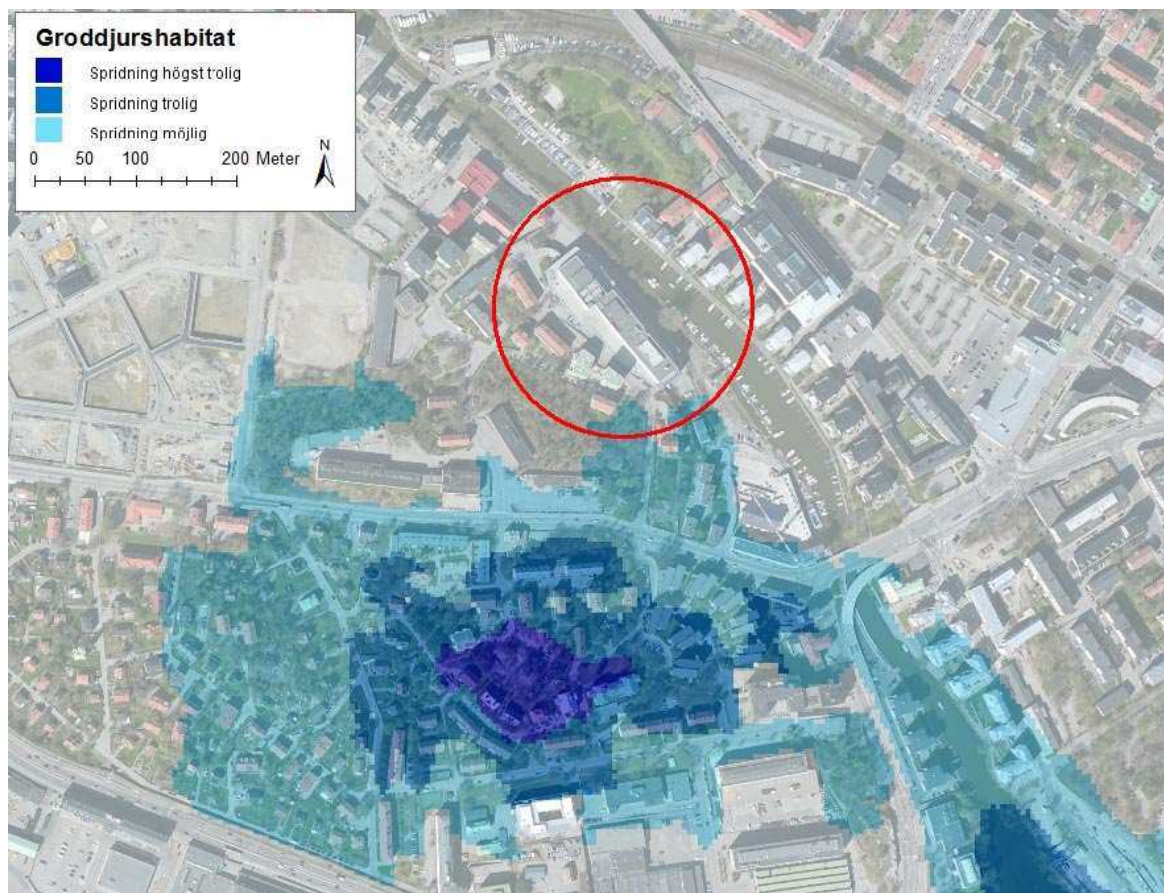 Groddjurshabitat
Spridning högst trolig
Spridning trolig
Spridning möjlig
0 50 100 200 Meter
N